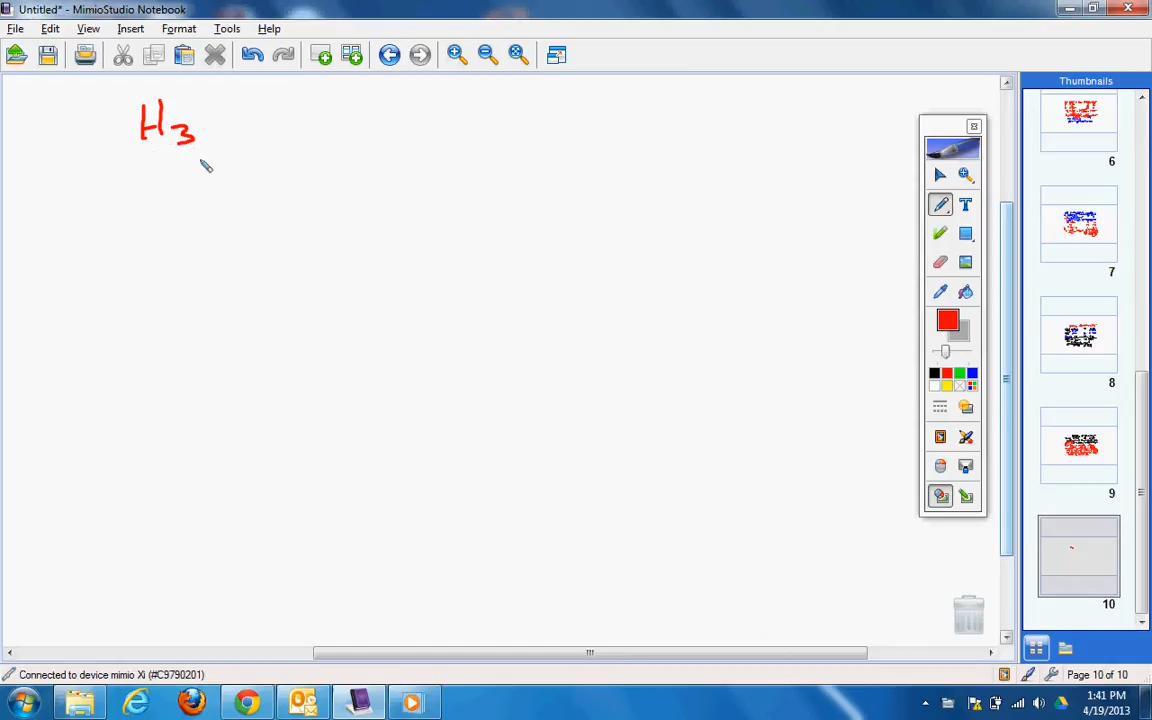 Untitled* - MimioStudio Notebook
File Edit View Insert Format Tools Help
Thumbnails
H3
T
6
7
8
9
10
Connected to device mimio Xi (#C9790201)
Page 10 of 10
1:41 PM
4/19/2013